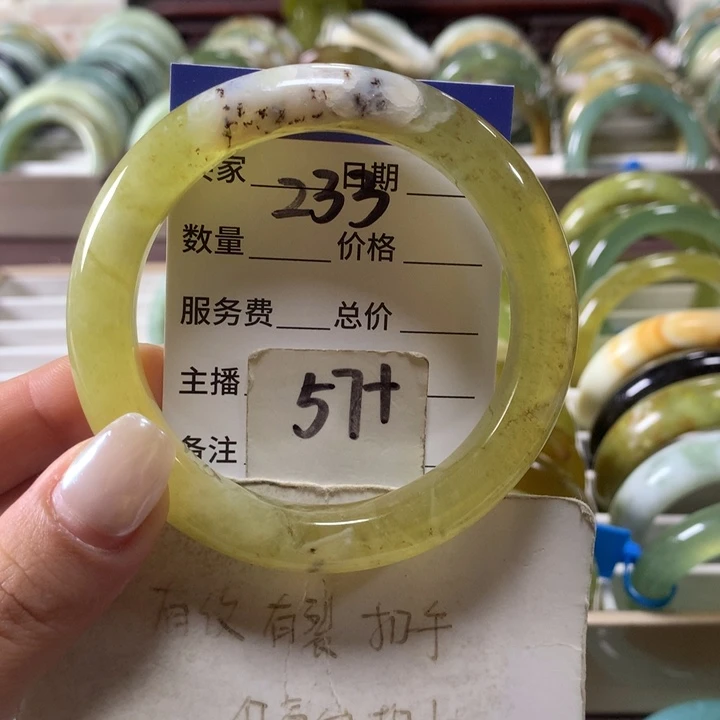 家 日期
233
数量 价格
服务费 总价
主播
57+
备注
有纹 有裂 扣手